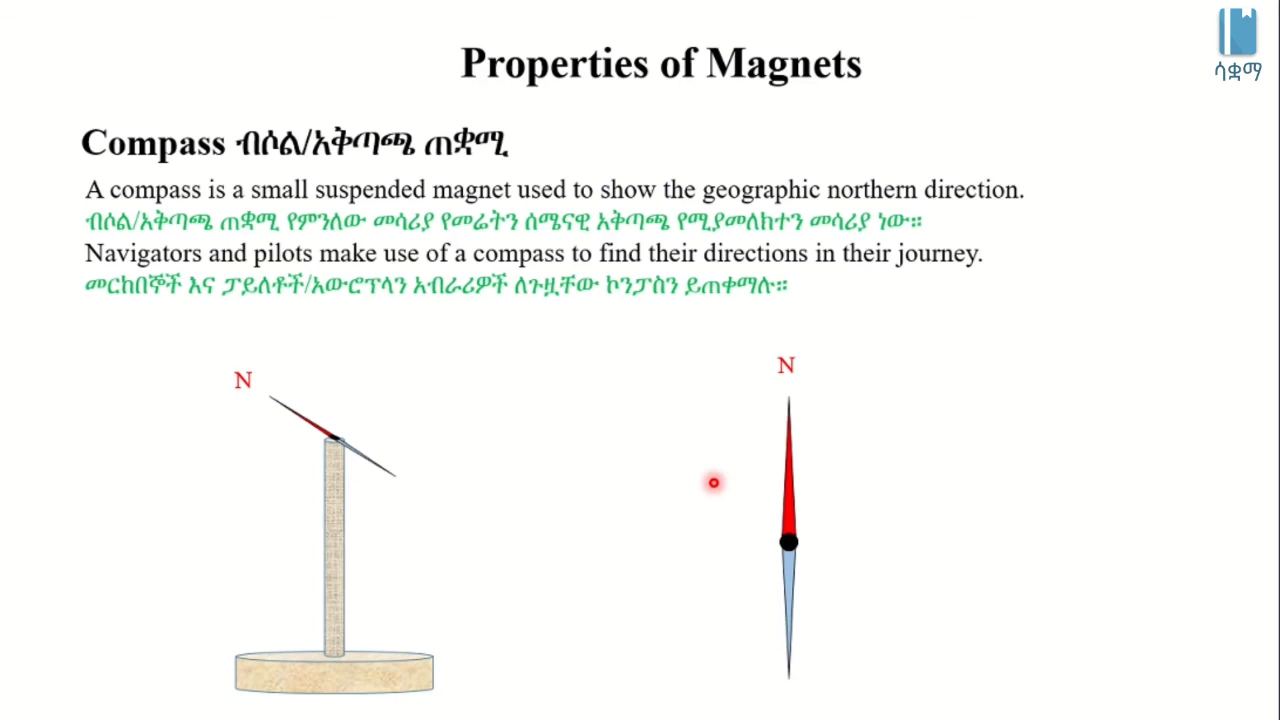 ሳቋማ
Properties of Magnets
Compass ብሶል/አቅጣጫ ጠቋሚ
A compass is a small suspended magnet used to show the geographic northern direction.
ብሶል/አቅጣጫ ጠቋሚ የምንለው መሳሪያ የመሬትን ሰሜናዊ አቅጣጫ የሚያመለክተን መሳሪያ ነው።
Navigators and pilots make use of a compass to find their directions in their journey.
መርከበኞች እና ፓይለቶች/አውሮፕላን አብራሪዎች ለጉዟቸው ኮንፓስን ይጠቀማሉ።
N
N